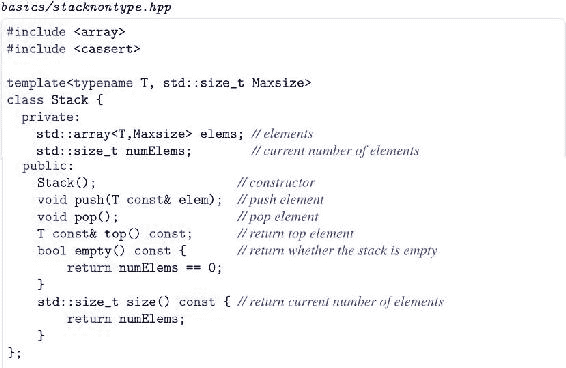 basics/stacknontype.hpp
#include <array>
#include <cassert>
template<typename T, std::size_t Maxsize>
class Stack {
private:
std::array<T,Maxsize> elems; // elements
std::size_t numElems; // current number of elements
public:
Stack(); // constructor
void push(T const& elem); // push element
void pop(); // pop element
T const& top() const; // return top element
bool empty() const { // return whether the stack is empty
return numElems == 0;
}
std::size_t size() const { // return current number of elements
return numElems;
}
};